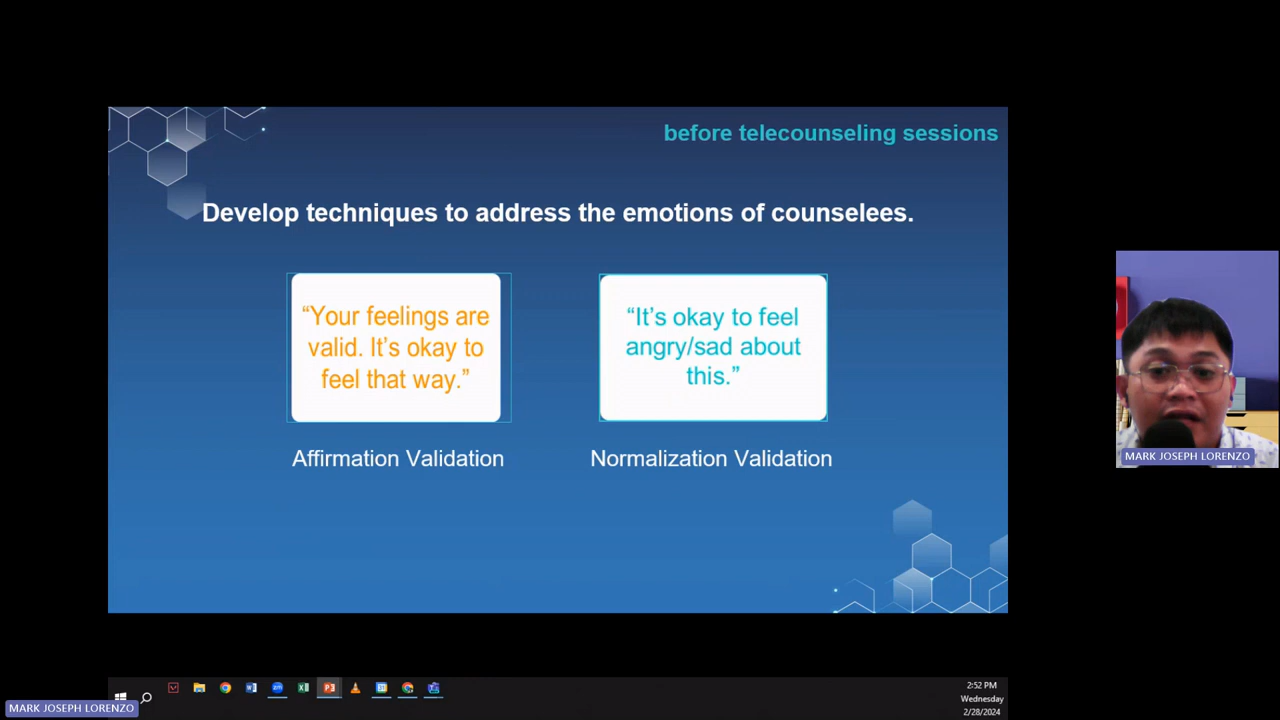 before telecounseling sessions
Develop techniques to address the emotions of counselees.
“Your feelings are
valid. It’s okay to
feel that way.”
“It’s okay to feel
angry/sad about
this.”
Affirmation Validation
Normalization Validation
MARK JOSEPH LORENZO
2:52 PM
Wednesday
2/28/2024
MARK JOSEPH LORENZO